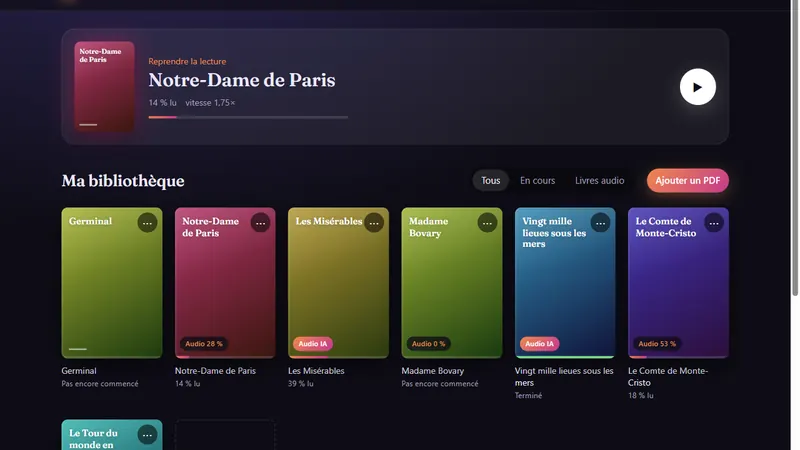 Notre-Dame
de Paris
Reprendre la lecture
Notre-Dame de Paris
14 % lu vitesse 1,75×
Ma bibliothèque
Tous
En cours
Livres audio
Ajouter un PDF
Germinal
Notre-Dame
de Paris
Les Misérables
Madame
Bovary
Vingt mille
lieues sous les
mers
Le Comte de
Monte-Cristo
Audio 28 %
Audio IA
Audio 0 %
Audio IA
Audio 53 %
Germinal
Pas encore commencé
Notre-Dame de Paris
14 % lu
Les Misérables
39 % lu
Madame Bovary
Pas encore commencé
Vingt mille lieues sous les
mers
Terminé
Le Comte de Monte-
Cristo
18 % lu
Le Tour du
monde en